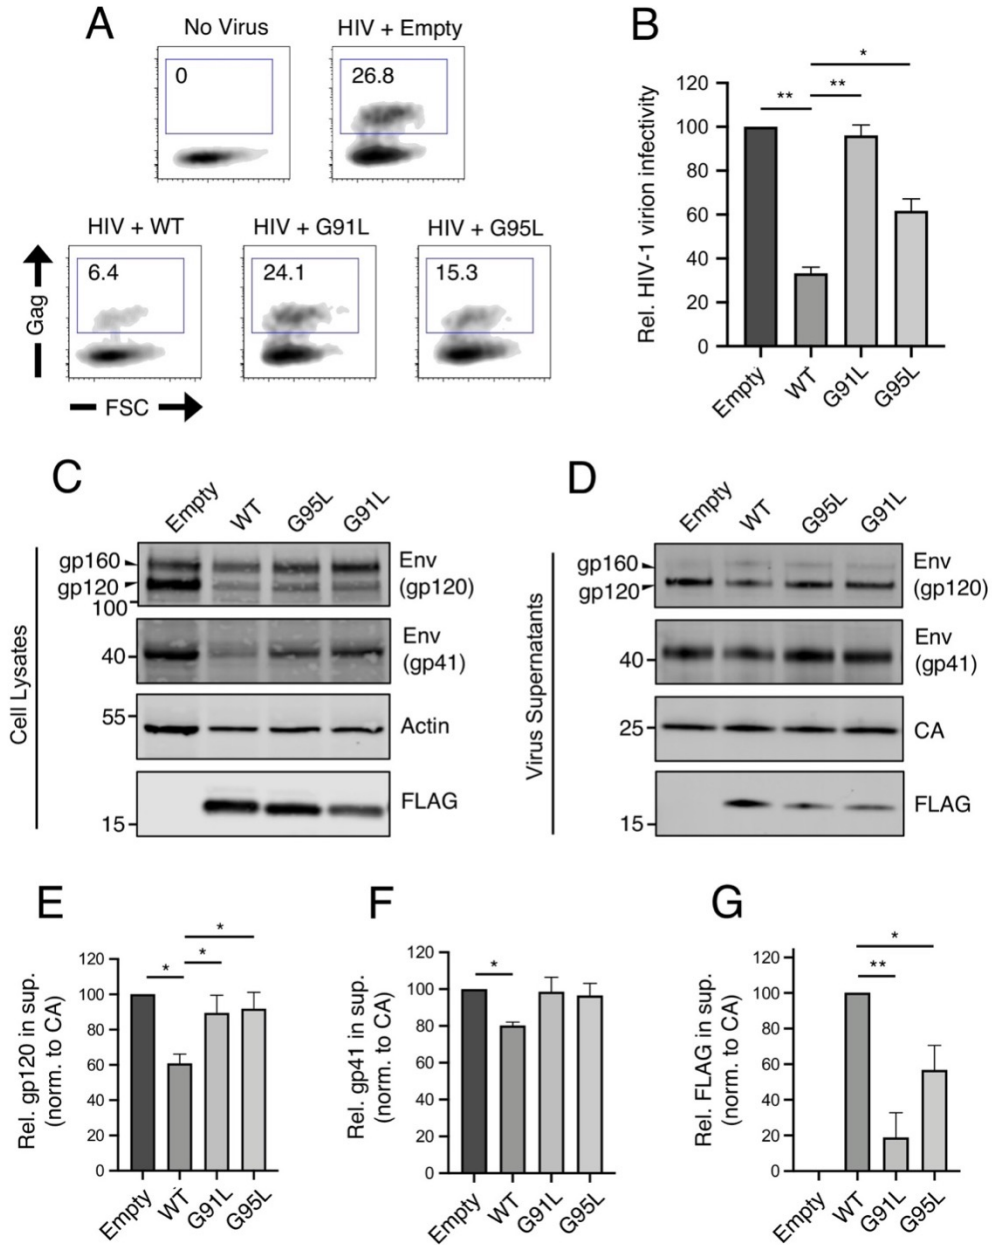 A
No Virus
HIV + Empty
0
26.8
HIV + WT
HIV + G91L
HIV + G95L
6.4
24.1
15.3
Gag
FSC
B
Rel. HIV-1 virion infectivity
120
100
80
60
40
20
0
**
**
*
Empty
WT
G91L
G95L
C
Empty
WT
G95L
G91L
Cell Lysates
gp160
gp120
100
Env
(gp120)
40
Env
(gp41)
55
Actin
FLAG
15
D
Empty
WT
G95L
G91L
Virus Supernatants
gp160
gp120
Env
(gp120)
40
Env
(gp41)
25
CA
FLAG
15
E
Rel. gp120 in sup.
(norm. to CA)
120
100
80
60
40
20
0
*
*
*
Empty
WT
G91L
G95L
F
Rel. gp41 in sup.
(norm. to CA)
120
100
80
60
40
20
0
*
Empty
WT
G91L
G95L
G
Rel. FLAG in sup.
(norm. to CA)
120
100
80
60
40
20
0
*
**
Empty
WT
G91L
G95L